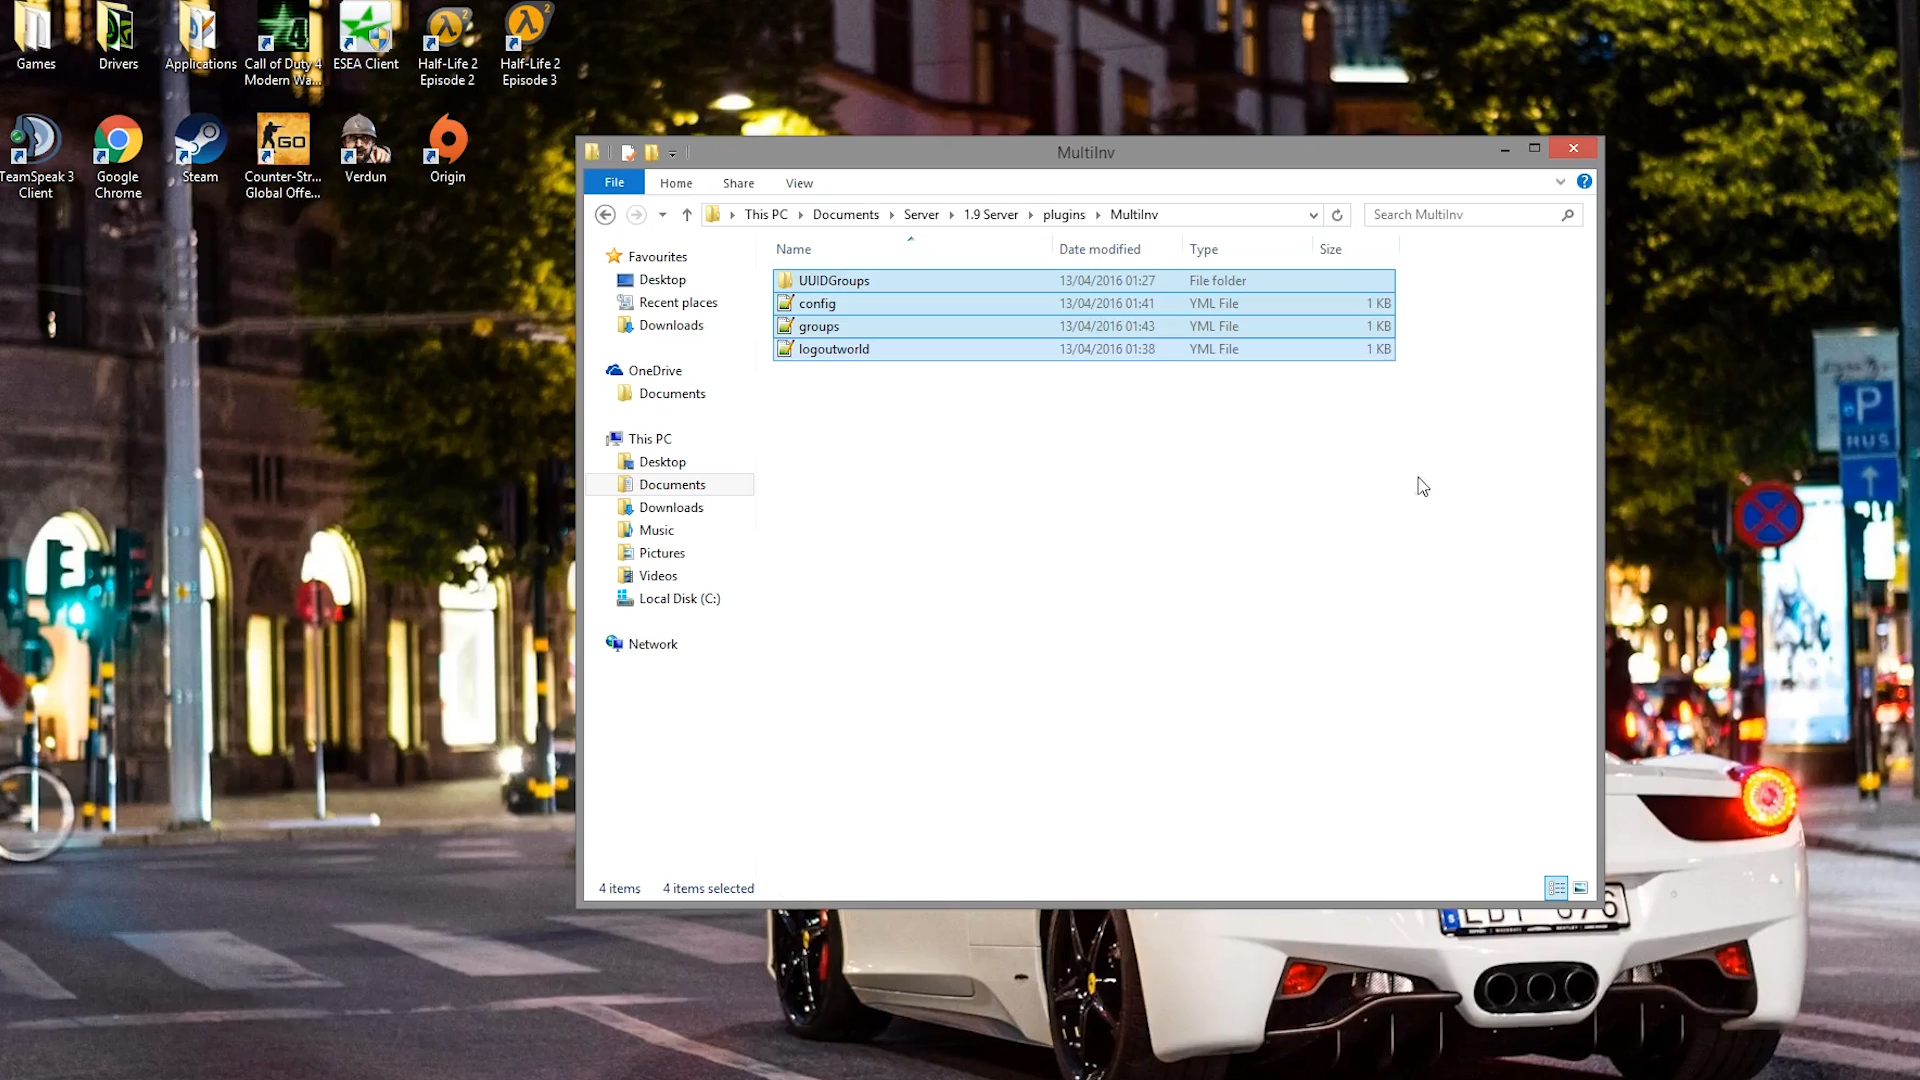 Games
Drivers
Applications
Call of Duty 4
Modern Wa...
ESEA Client
Half-Life 2
Episode 2
Half-Life 2
Episode 3
TeamSpeak 3
Client
Google
Chrome
Steam
GO
Counter-Str...
Global Offe...
Verdun
Origin
MultiInv
File
Home
Share
View
This PC
Documents
Server
1.9 Server
plugins
MultiInv
Search MultiInv
Name
Date modified
Type
Size
UUIDGroups 13/04/2016 01:27 File folder
config 13/04/2016 01:41 YML File 1 KB
groups 13/04/2016 01:43 YML File 1 KB
logoutworld 13/04/2016 01:38 YML File 1 KB
Favourites
Desktop
Recent places
Downloads
OneDrive
Documents
This PC
Desktop
Documents
Downloads
Music
Pictures
Videos
Local Disk (C:)
Network
4 items
4 items selected
P